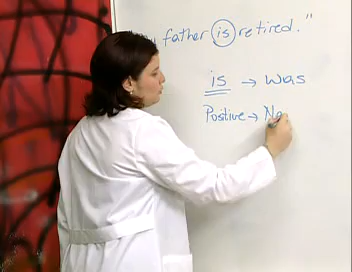 father is retired."
is → was
Positive → Ne